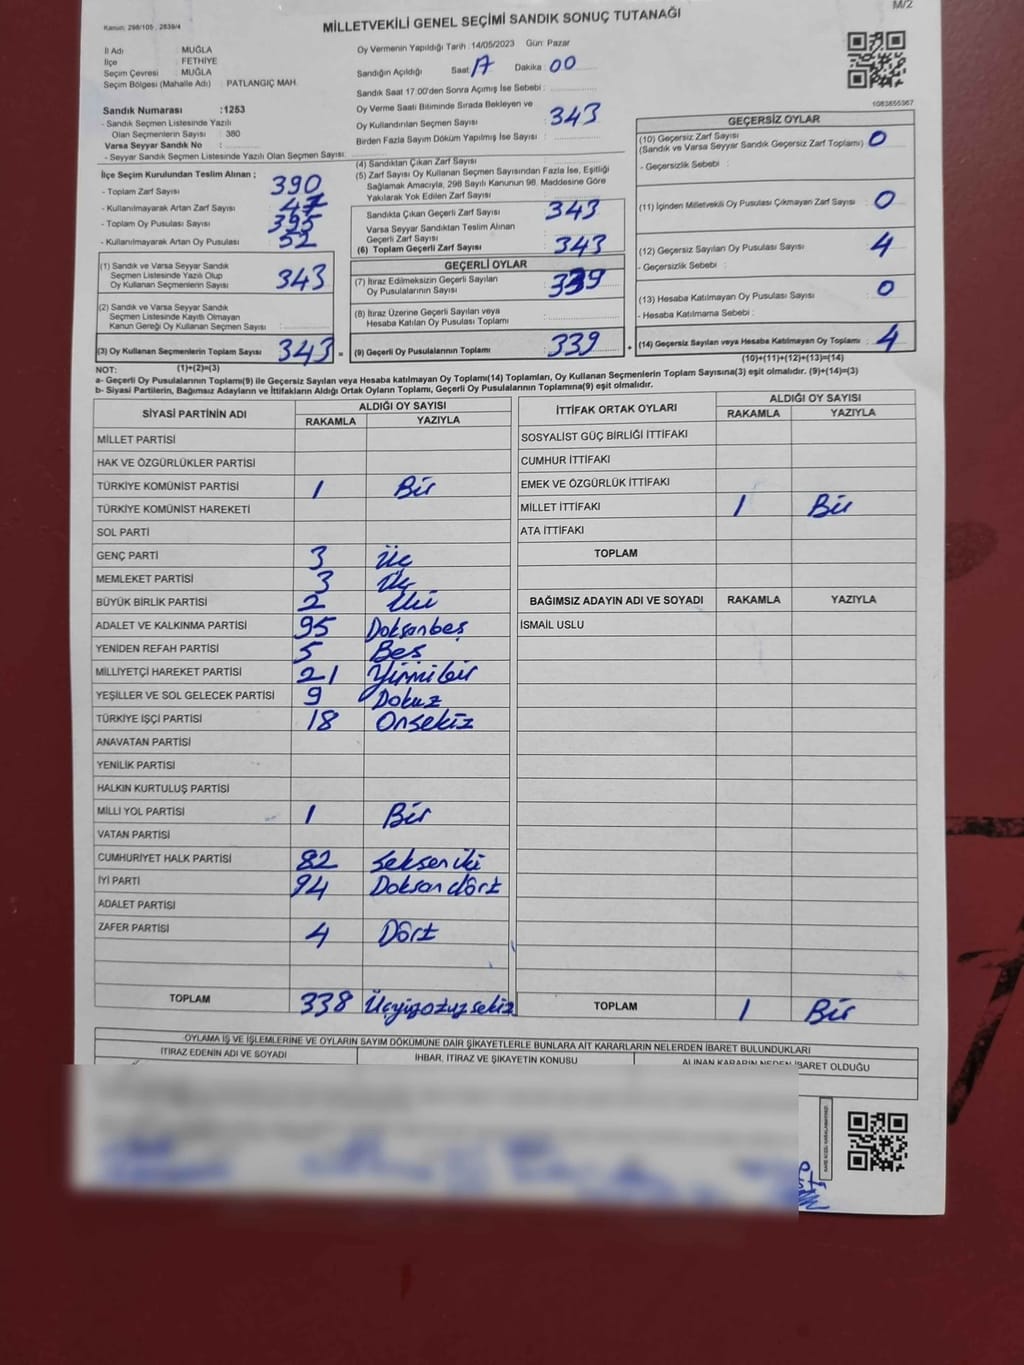 M/2
Kanun: 298/105 , 2839/4
MİLLETVEKİLİ GENEL SEÇİMİ SANDIK SONUÇ TUTANAĞI
İl Adı : MUĞLA
İlçe : FETHİYE
Seçim Çevresi : MUĞLA
Seçim Bölgesi (Mahalle Adı) : PATLANGIÇ MAH.
Sandık Numarası :1253
- Sandık Seçmen Listesinde Yazılı
Olan Seçmenlerin Sayısı : 380
Varsa Seyyar Sandık No :
- Seyyar Sandık Seçmen Listesinde Yazılı Olan Seçmen Sayısı:
Oy Vermenin Yapıldığı Tarih :14/05/2023 Gün: Pazar
Sandığın Açıldığı Saat: 17 Dakika : 00
Sandık Saat 17:00'den Sonra Açımış İse Sebebi :
Oy Verme Saati Bitiminde Sırada Bekleyen ve
Oy Kullandırılan Seçmen Sayısı : 343
Birden Fazla Sayım Döküm Yapılmış İse Sayısı :
1083855367
İlçe Seçim Kurulundan Teslim Alınan ;
- Toplam Zarf Sayısı 390
- Kullanılmayarak Artan Zarf Sayısı : 47
- Toplam Oy Pusulası Sayısı : 395
- Kullanılmayarak Artan Oy Pusulası : 52
(1) Sandık ve Varsa Seyyar Sandık
Seçmen Listesinde Yazılı Olup
Oy Kullanan Seçmenlerin Sayısı : 343
(2) Sandık ve Varsa Seyyar Sandık
Seçmen Listesinde Kayıtlı Olmayan
Kanun Gereği Oy Kullanan Seçmen Sayısı :
(3) Oy Kullanan Seçmenlerin Toplam Sayısı 343 =
(1)+(2)=(3)
(4) Sandıktan Çıkan Zarf Sayısı :
(5) Zarf Sayısı Oy Kullanan Seçmen Sayısından Fazla İse, Eşitliği
Sağlamak Amacıyla, 298 Sayılı Kanunun 98. Maddesine Göre
Yakılarak Yok Edilen Zarf Sayısı :
Sandıkta Çıkan Geçerli Zarf Sayısı : 343
Varsa Seyyar Sandıktan Teslim Alınan
Geçerli Zarf Sayısı :
(6) Toplam Geçerli Zarf Sayısı : 343
GEÇERLİ OYLAR
(7) İtiraz Edilmeksizin Geçerli Sayılan
Oy Pusulalarının Sayısı : 339
(8) İtiraz Üzerine Geçerli Sayılan veya
Hesaba Katılan Oy Pusulası Toplamı :
(9) Geçerli Oy Pusulalarının Toplamı : 339 +
GEÇERSİZ OYLAR
(10) Geçersiz Zarf Sayısı
(Sandık ve Varsa Seyyar Sandık Geçersiz Zarf Toplamı) : 0
- Geçersizlik Sebebi :
(11) İçinden Milletvekili Oy Pusulası Çıkmayan Zarf Sayısı : 0
(12) Geçersiz Sayılan Oy Pusulası Sayısı : 4
- Geçersizlik Sebebi :
(13) Hesaba Katılmayan Oy Pusulası Sayısı : 0
- Hesaba Katılmama Sebebi :
(14) Geçersiz Sayılan veya Hesaba Katılmayan Oy Toplamı : 4
(10)+(11)+(12)+(13)=(14)
NOT:
a- Geçerli Oy Pusulalarının Toplamı(9) ile Geçersiz Sayılan veya Hesaba katılmayan Oy Toplamı(14) Toplamları, Oy Kullanan Seçmenlerin Toplam Sayısına(3) eşit olmalıdır. (9)+(14)=(3)
b- Siyasi Partilerin, Bağımsız Adayların ve İttifakların Aldığı Ortak Oyların Toplamı, Geçerli Oy Pusulalarının Toplamına(9) eşit olmalıdır.
SİYASİ PARTİNİN ADI ALDIĞI OY SAYISI
RAKAMLA YAZIYLA
MİLLET PARTİSİ
HAK VE ÖZGÜRLÜKLER PARTİSİ
TÜRKİYE KOMÜNİST PARTİSİ 1 Bir
TÜRKİYE KOMÜNİST HAREKETİ
SOL PARTİ
GENÇ PARTİ 3 Üç
MEMLEKET PARTİSİ 3 Üç
BÜYÜK BİRLİK PARTİSİ 2 İki
ADALET VE KALKINMA PARTİSİ 95 Doksanbeş
YENİDEN REFAH PARTİSİ 5 Beş
MİLLİYETÇİ HAREKET PARTİSİ 21 Yirmibir
YEŞİLLER VE SOL GELECEK PARTİSİ 9 Dokuz
TÜRKİYE İŞÇİ PARTİSİ 18 Onsekiz
ANAVATAN PARTİSİ
YENİLİK PARTİSİ
HALKIN KURTULUŞ PARTİSİ
MİLLİ YOL PARTİSİ 1 Bir
VATAN PARTİSİ
CUMHURİYET HALK PARTİSİ 82 Seksen iki
İYİ PARTİ 94 Doksan dört
ADALET PARTİSİ
ZAFER PARTİSİ 4 Dört
TOPLAM 338 Üçyüzotuzsekiz
İTTİFAK ORTAK OYLARI ALDIĞI OY SAYISI
RAKAMLA YAZIYLA
SOSYALİST GÜÇ BİRLİĞİ İTTİFAKI
CUMHUR İTTİFAKI
EMEK VE ÖZGÜRLÜK İTTİFAKI
MİLLET İTTİFAKI 1 Bir
ATA İTTİFAKI
TOPLAM
BAĞIMSIZ ADAYIN ADI VE SOYADI RAKAMLA YAZIYLA
İSMAİL USLU
TOPLAM 1 Bir
OYLAMA İŞ VE İŞLEMLERİNE VE OYLARIN SAYIM DÖKÜMÜNE DAİR ŞİKAYETLERLE BUNLARA AİT KARARLARIN NELERDEN İBARET BULUNDUKLARI
İTİRAZ EDENİN ADI VE SOYADI İHBAR, İTİRAZ VE ŞİKAYETİN KONUSU ALINAN KARARIN NEDEN İBARET OLDUĞU